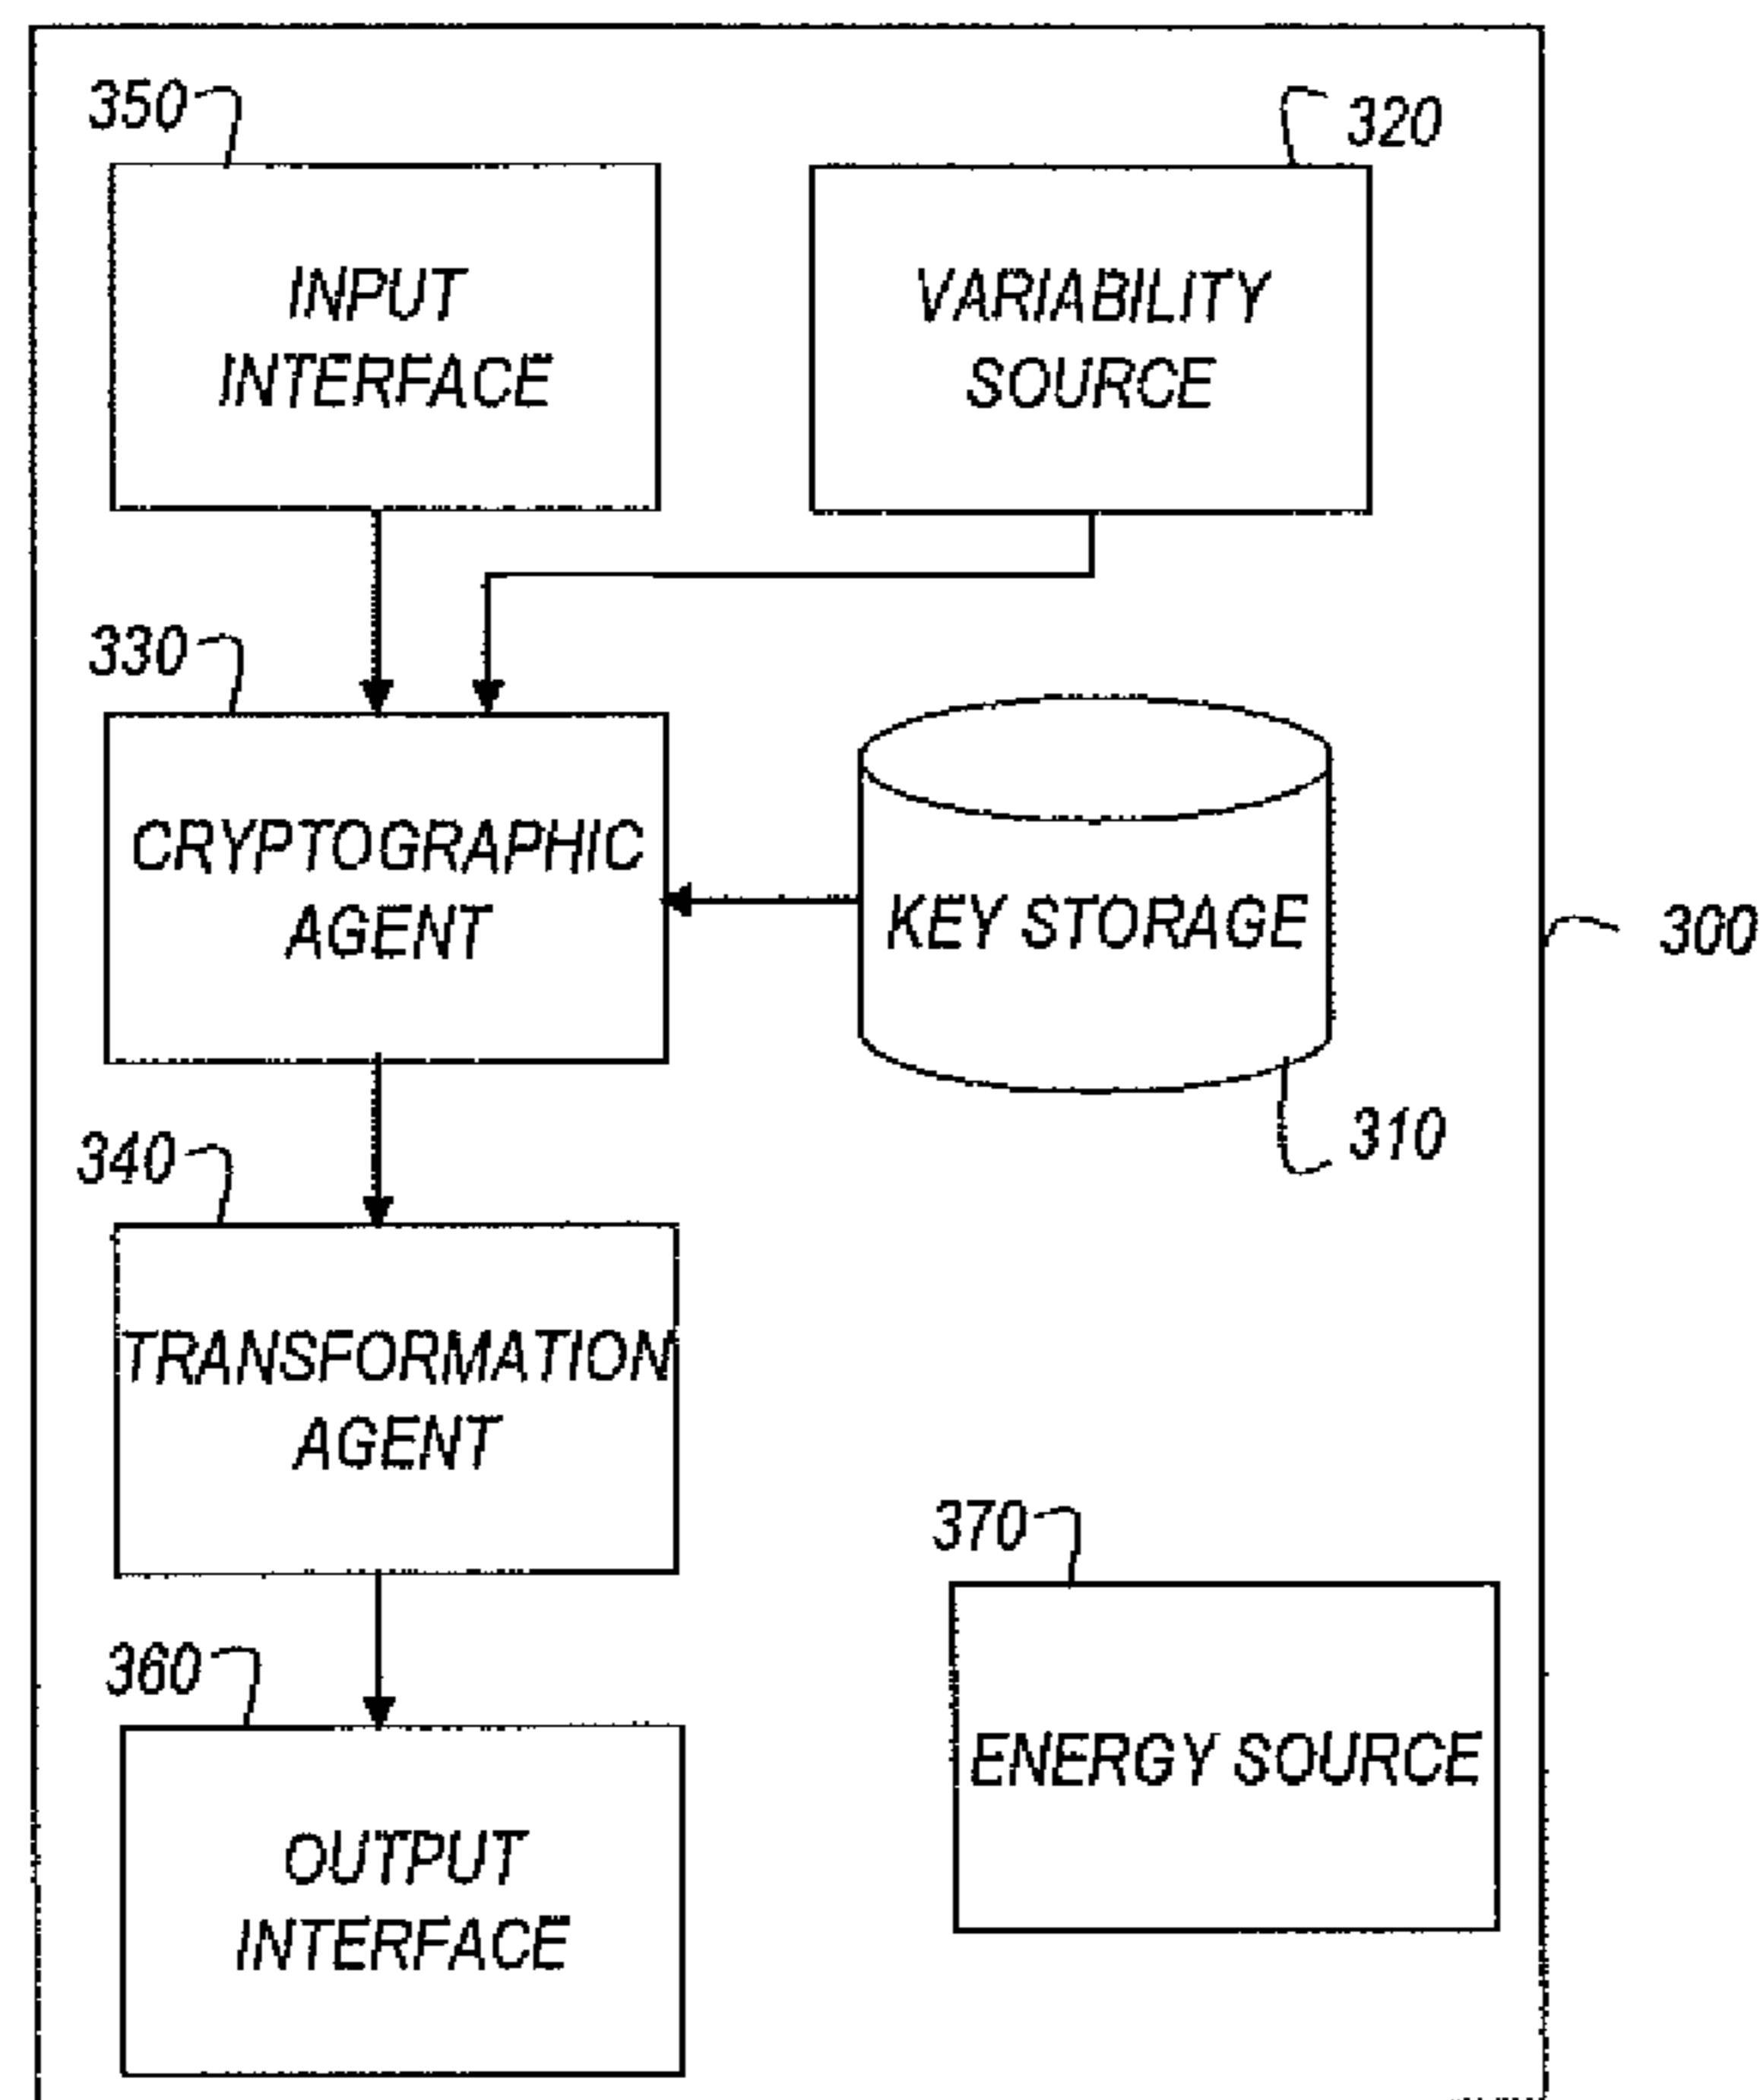 350
320
INPUT
INTERFACE
VARIABILITY
SOURCE
330
CRYPTOGRAPHIC
AGENT
KEY STORAGE
300
310
340
TRANSFORMATION
AGENT
370
360
ENERGY SOURCE
OUTPUT
INTERFACE